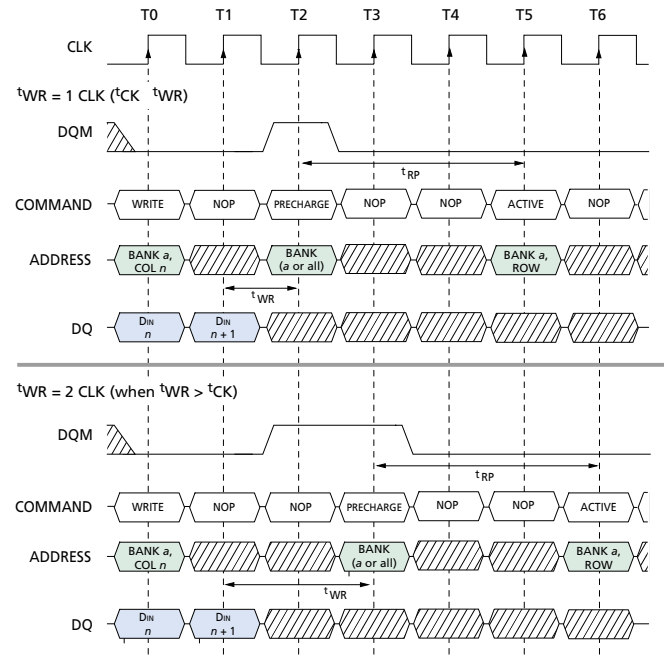 T0 T1 T2 T3 T4 T5 T6
CLK
tWR = 1 CLK (tCK tWR)
DQM
tRP
COMMAND WRITE NOP PRECHARGE NOP NOP ACTIVE NOP
ADDRESS BANK a, COL n BANK (a or all) BANK a, ROW
tWR
DQ DIN n DIN n + 1
tWR = 2 CLK (when tWR > tCK)
DQM
tRP
COMMAND WRITE NOP NOP PRECHARGE NOP NOP ACTIVE
ADDRESS BANK a, COL n BANK (a or all) BANK a, ROW
tWR
DQ DIN n DIN n + 1